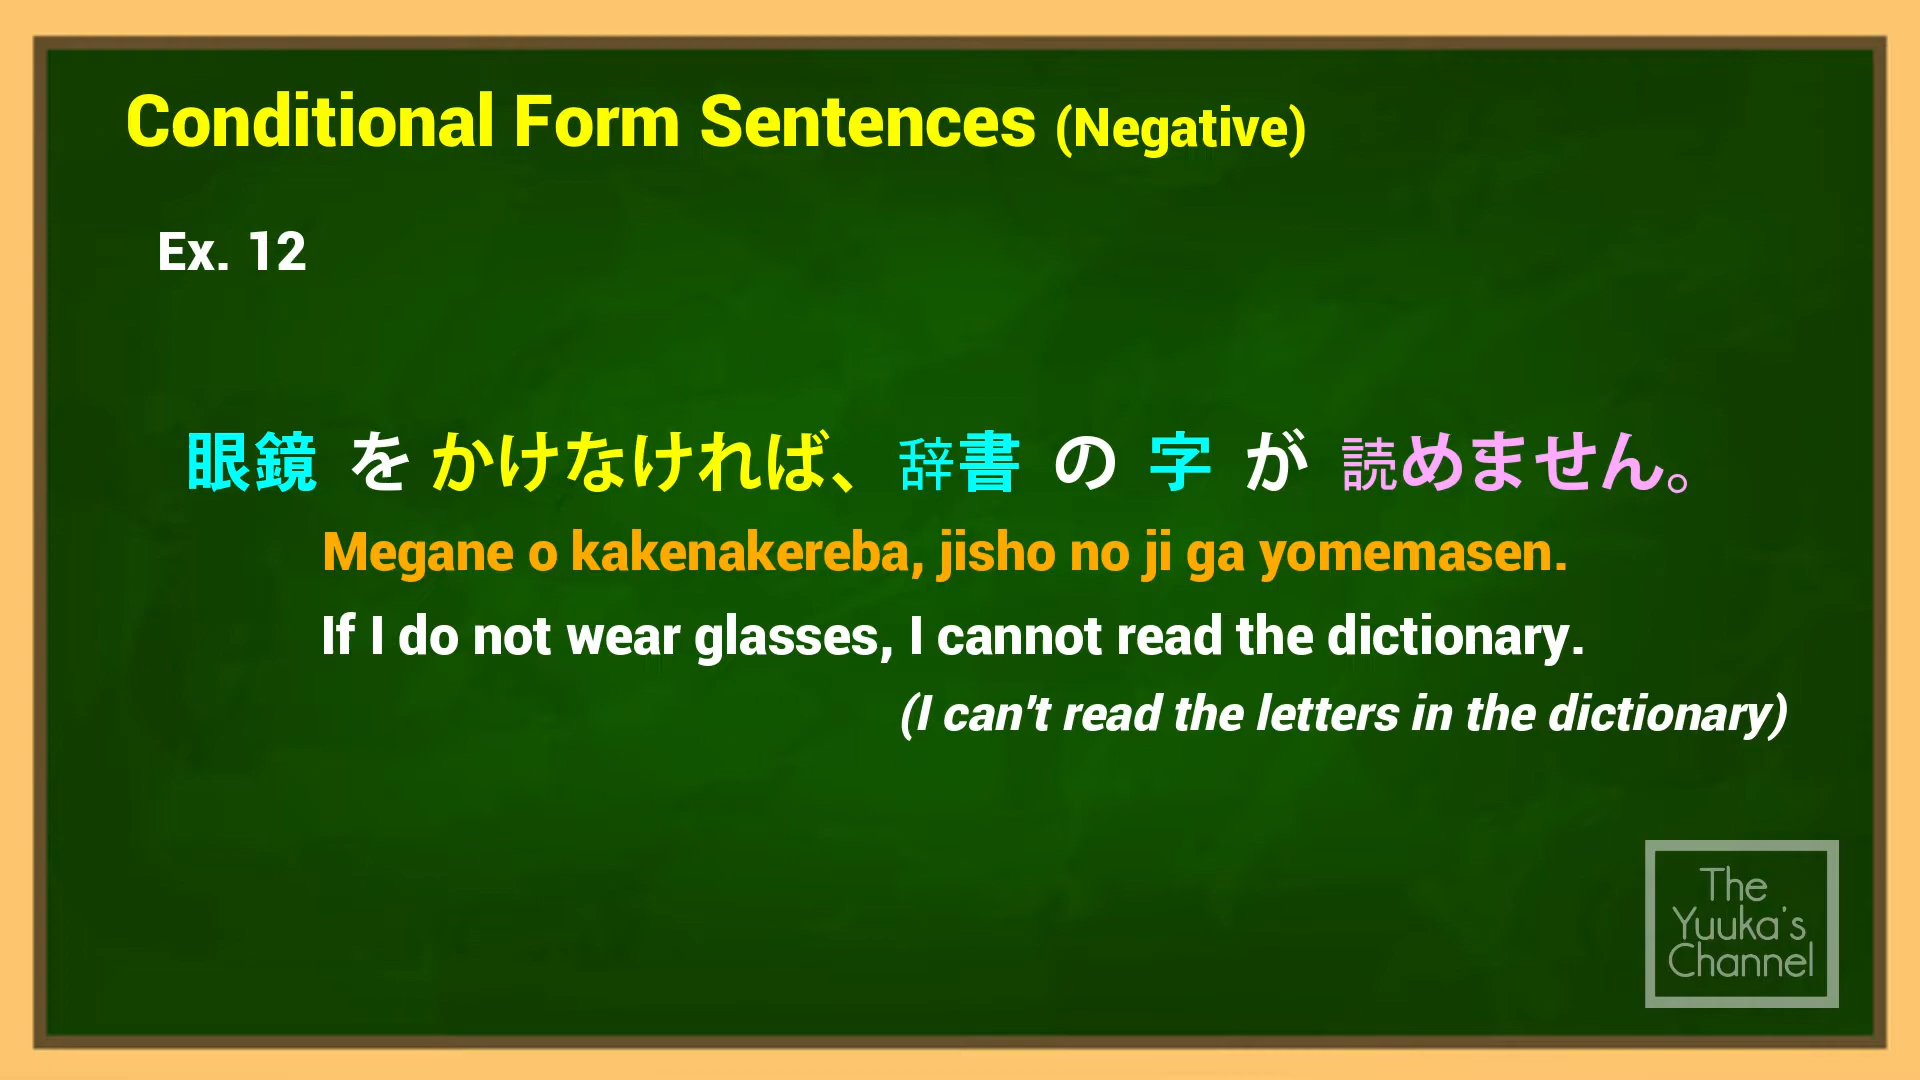 Conditional Form Sentences (Negative)
Ex. 12
眼鏡 を かけなければ、辞書 の 字 が 読めません。
Megane o kakenakereba, jisho no ji ga yomemasen.
If I do not wear glasses, I cannot read the dictionary.
(I can't read the letters in the dictionary)
The
Yuuka's
Channel